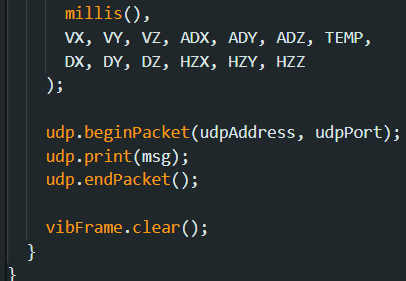 millis(),
VX, VY, VZ, ADX, ADY, ADZ, TEMP,
DX, DY, DZ, HZX, HZY, HZZ
);
udp.beginPacket(udpAddress, udpPort);
udp.print(msg);
udp.endPacket();
vibFrame.clear();
}
}